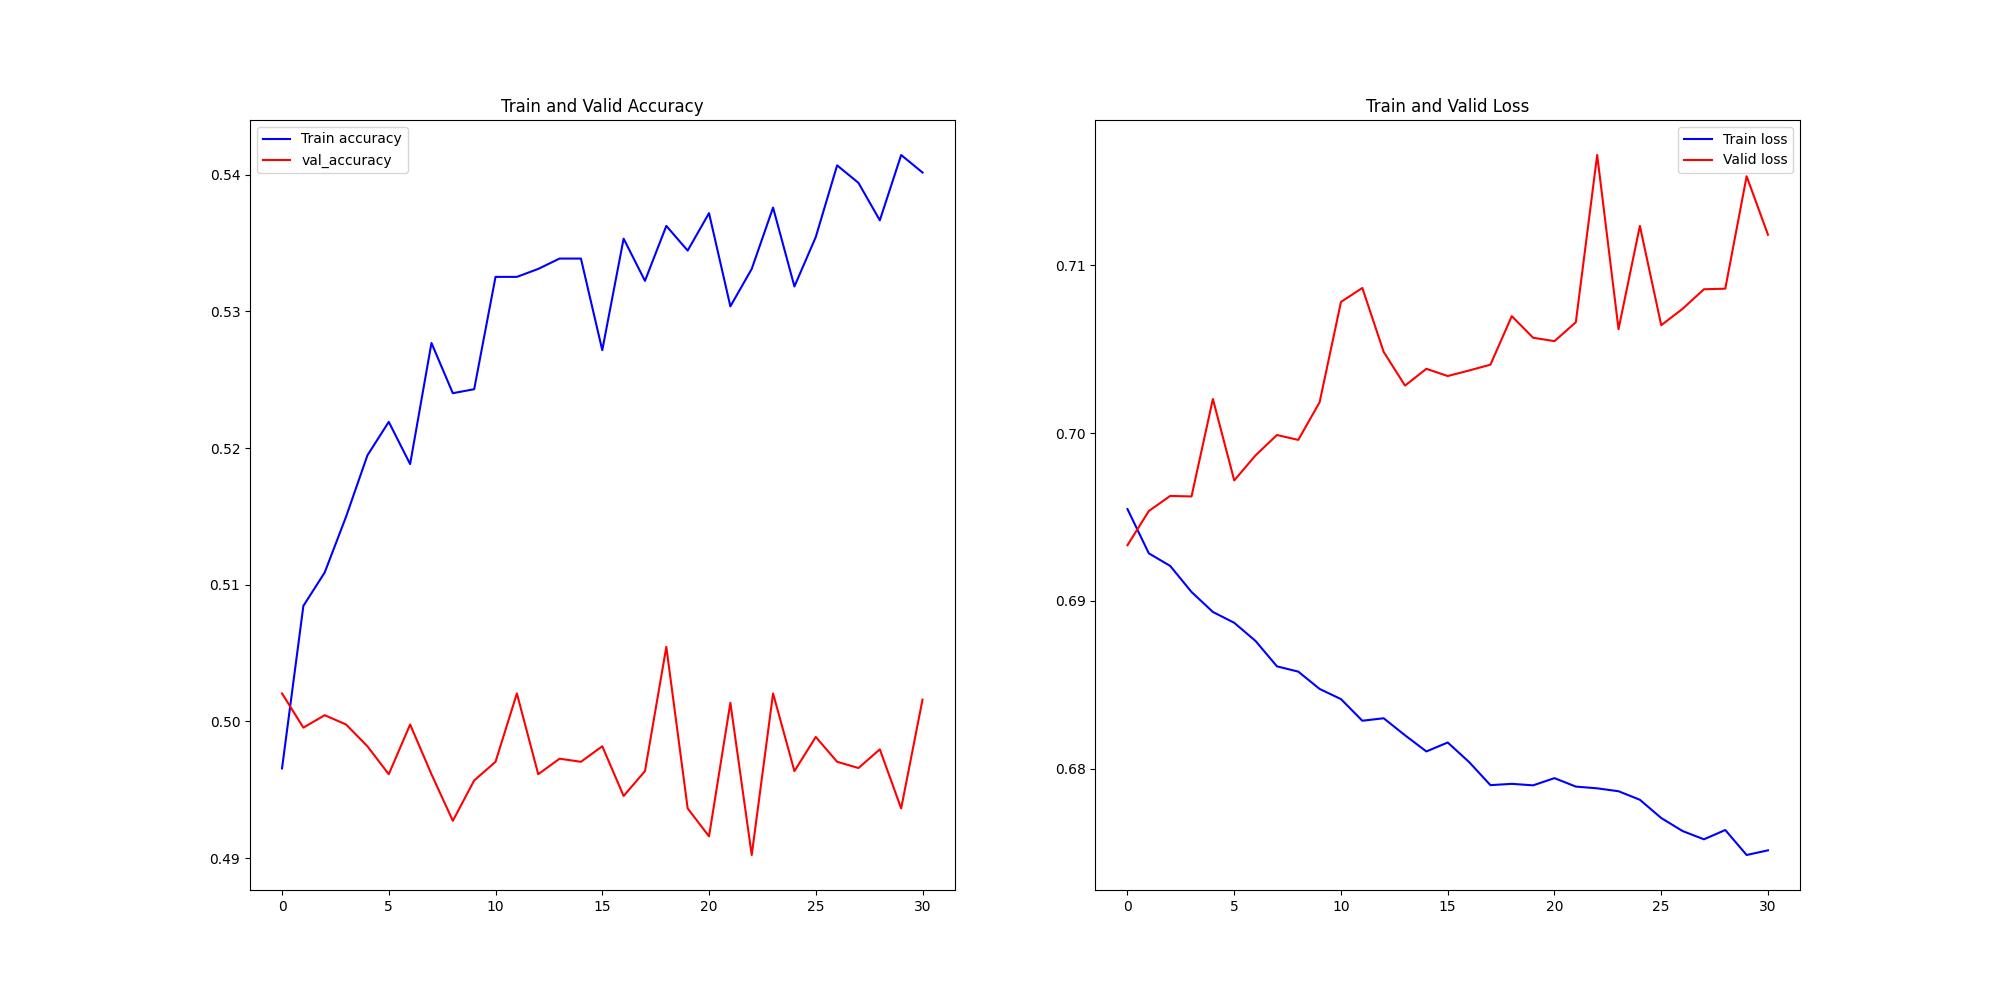 Train and Valid Accuracy
Train accuracy
val_accuracy
0.54
0.53
0.52
0.51
0.50
0.49
0 5 10 15 20 25 30
Train and Valid Loss
Train loss
Valid loss
0.71
0.70
0.69
0.68
0 5 10 15 20 25 30